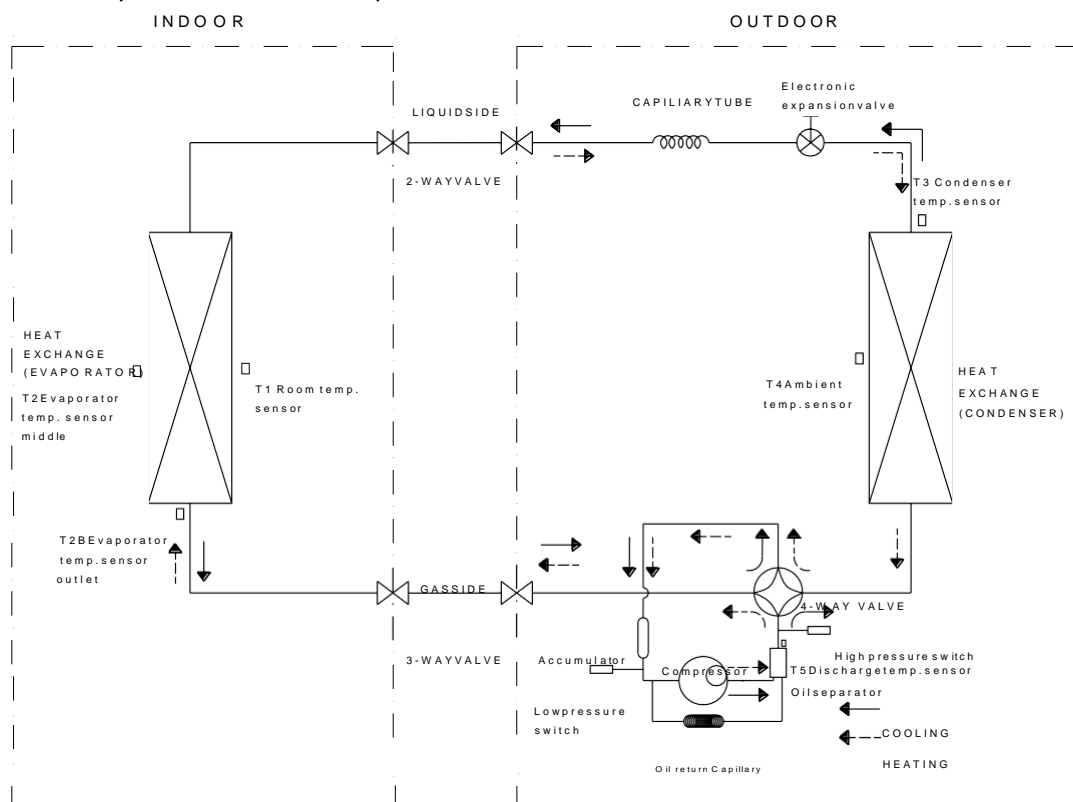 INDOOR
OUTDOOR
LIQUIDSIDE
CAPILIARYTUBE
Electronic
expansionvalve
2-WAYVALVE
T3 Condenser
temp.sensor
HEAT
EXCHANGE
(EVAPORATOR)
T2Evaporator
temp. sensor
middle
T1 Room temp.
sensor
T4Ambient
temp.sensor
HEAT
EXCHANGE
(CONDENSER)
T2BEvaporator
temp.sensor
outlet
GASSIDE
4-WAY VALVE
3-WAYVALVE
Accumulator
Compressor
High pressure switch
T5Dischargetemp.sensor
Oilseparator
Lowpressure
switch
COOLING
HEATING
Oil return Capillary